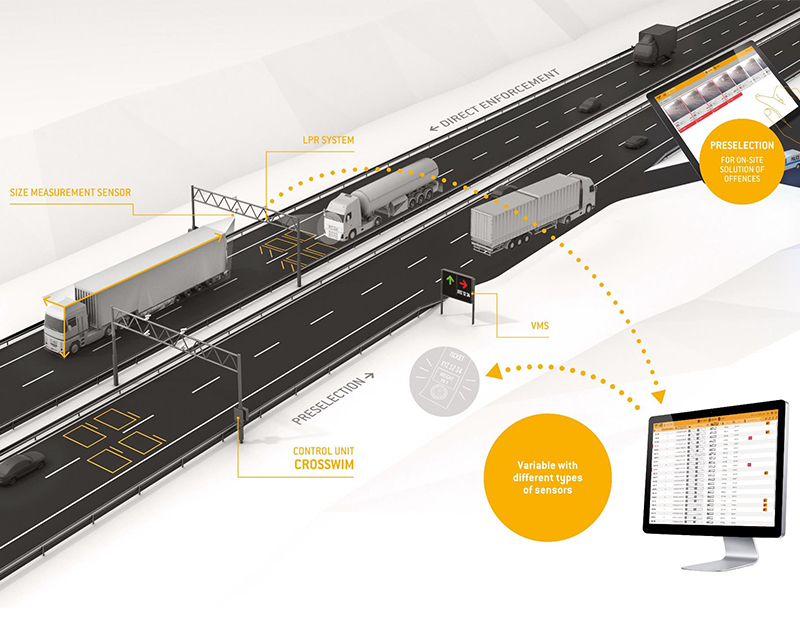 ← DIRECT ENFORCEMENT
LPR SYSTEM
PRESELECTION
FOR ON-SITE
SOLUTION OF
OFFENCES
SIZE MEASUREMENT SENSOR
VMS
TICKET
WEIGHT
PRESELECTION →
CONTROL UNIT
CROSSWIM
Variable with
different types
of sensors